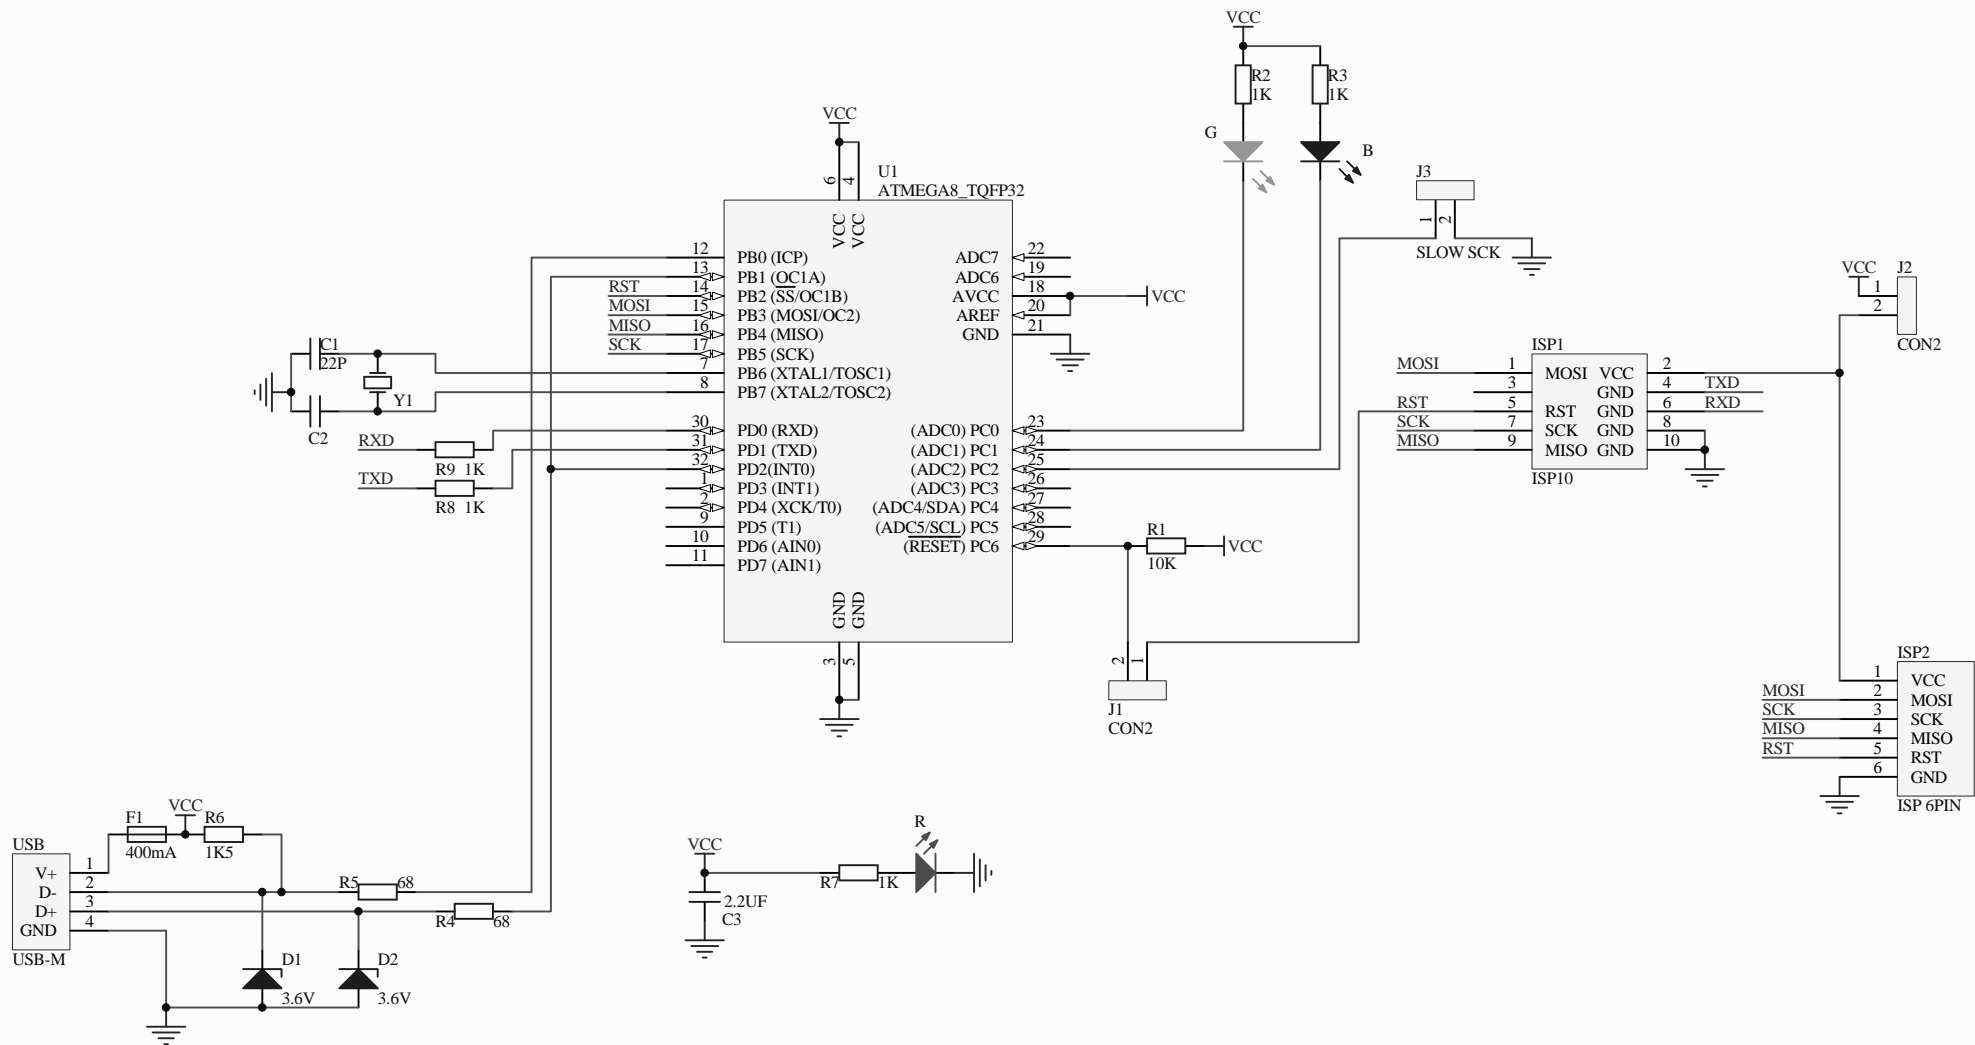 VCC
R2
1K
R3
1K
G
B
VCC
6
4
U1
ATMEGA8_TQFP32
VCC
VCC
12
PB0 (ICP)
13
PB1 (OC1A)
RST
14
PB2 (SS/OC1B)
MOSI
15
PB3 (MOSI/OC2)
MISO
16
PB4 (MISO)
SCK
17
PB5 (SCK)
7
PB6 (XTAL1/TOSC1)
8
PB7 (XTAL2/TOSC2)
30
PD0 (RXD)
31
PD1 (TXD)
32
PD2(INT0)
1
PD3 (INT1)
2
PD4 (XCK/T0)
9
PD5 (T1)
10
PD6 (AIN0)
11
PD7 (AIN1)
ADC7
22
ADC6
19
AVCC
18
VCC
AREF
20
GND
21
(ADC0) PC0
23
(ADC1) PC1
24
(ADC2) PC2
25
(ADC3) PC3
26
(ADC4/SDA) PC4
27
(ADC5/SCL) PC5
28
(RESET) PC6
29
GND
GND
3
5
C1
22P
Y1
C2
RXD
R9 1K
TXD
R8 1K
R1
10K
VCC
2
1
J1
CON2
J3
1
2
SLOW SCK
VCC
J2
1
2
CON2
ISP1
MOSI
1
MOSI
VCC
2
3
GND
4
TXD
RST
5
RST
GND
6
RXD
SCK
7
SCK
GND
8
MISO
9
MISO
GND
10
ISP10
ISP2
1
VCC
MOSI
2
MOSI
SCK
3
SCK
MISO
4
MISO
RST
5
RST
6
GND
ISP 6PIN
USB
V+
1
D-
2
D+
3
GND
4
USB-M
F1
400mA
VCC
R6
1K5
R5
68
R4
68
D1
3.6V
D2
3.6V
VCC
2.2UF
C3
R7
1K
R